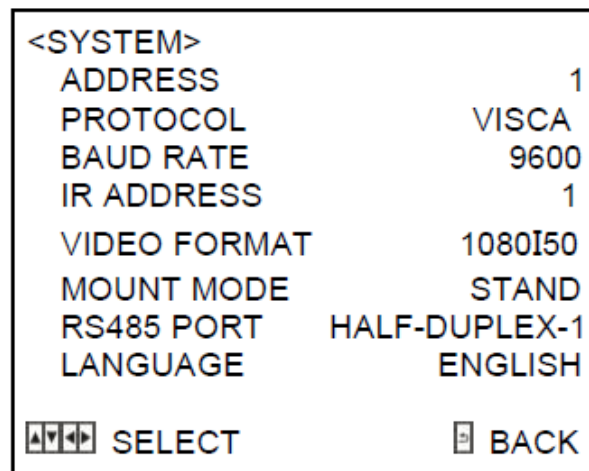 <SYSTEM>
ADDRESS 1
PROTOCOL VISCA
BAUD RATE 9600
IR ADDRESS 1
VIDEO FORMAT 1080I50
MOUNT MODE STAND
RS485 PORT HALF-DUPLEX-1
LANGUAGE ENGLISH
SELECT BACK